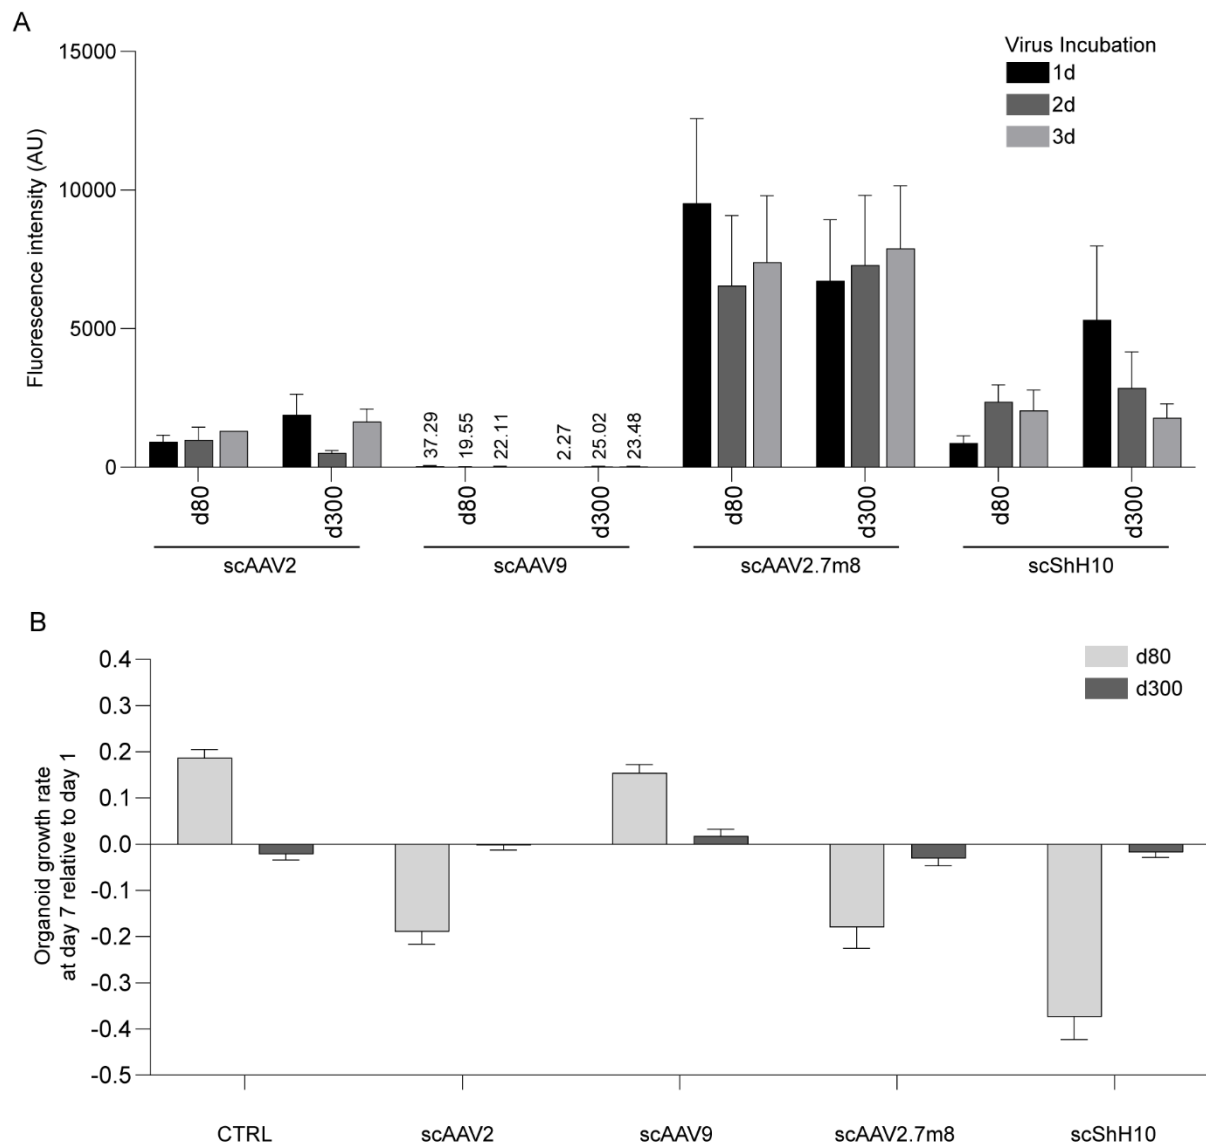 A
Virus Incubation
1d
2d
3d
Fluorescence intensity (AU)
15000
10000
5000
0
37.29
19.55
22.11
2.27
25.02
23.48
d80
d300
d80
d300
d80
d300
d80
d300
scAAV2
scAAV9
scAAV2.7m8
scShH10
B
d80
d300
Organoid growth rate
at day 7 relative to day 1
0.4
0.3
0.2
0.1
0.0
-0.1
-0.2
-0.3
-0.4
-0.5
CTRL
scAAV2
scAAV9
scAAV2.7m8
scShH10